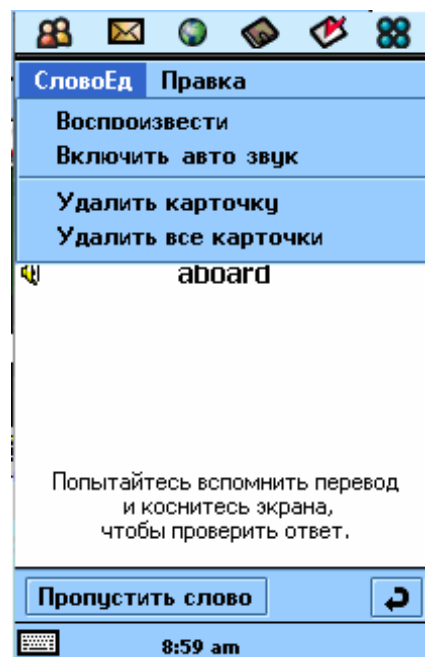 СловоЕд Правка
Воспроизвести
Включить авто звук
Удалить карточку
Удалить все карточки
aboard
Попытайтесь вспомнить перевод
и коснитесь экрана,
чтобы проверить ответ.
Пропустить слово
8:59 am